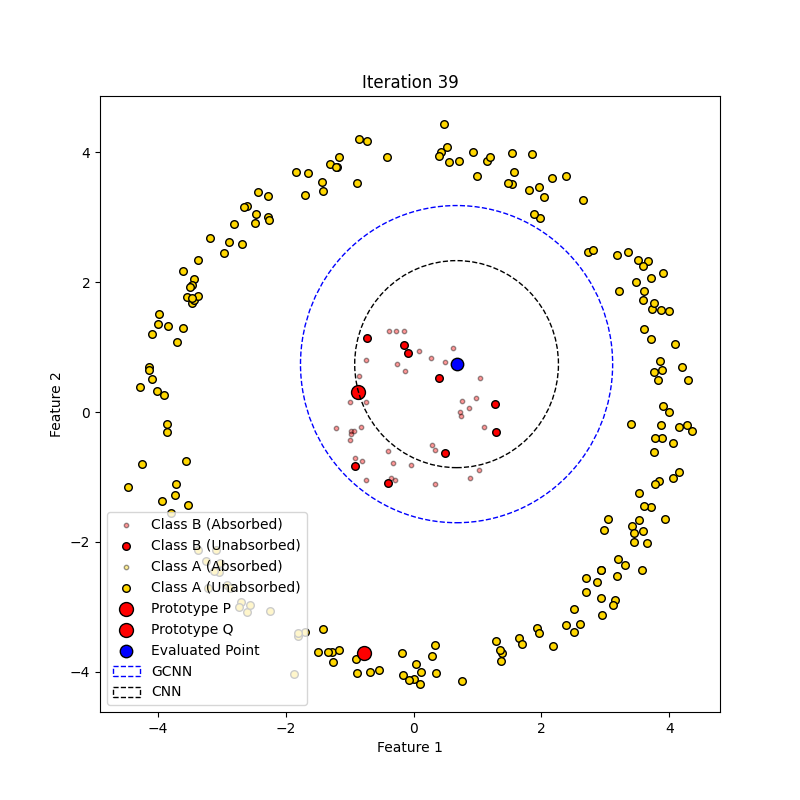 Iteration 39
4
2
0
−2
−4
Feature 2
Class B (Absorbed)
Class B (Unabsorbed)
Class A (Absorbed)
Class A (Unabsorbed)
Prototype P
Prototype Q
Evaluated Point
GCNN
CNN
−4 −2 0 2 4
Feature 1